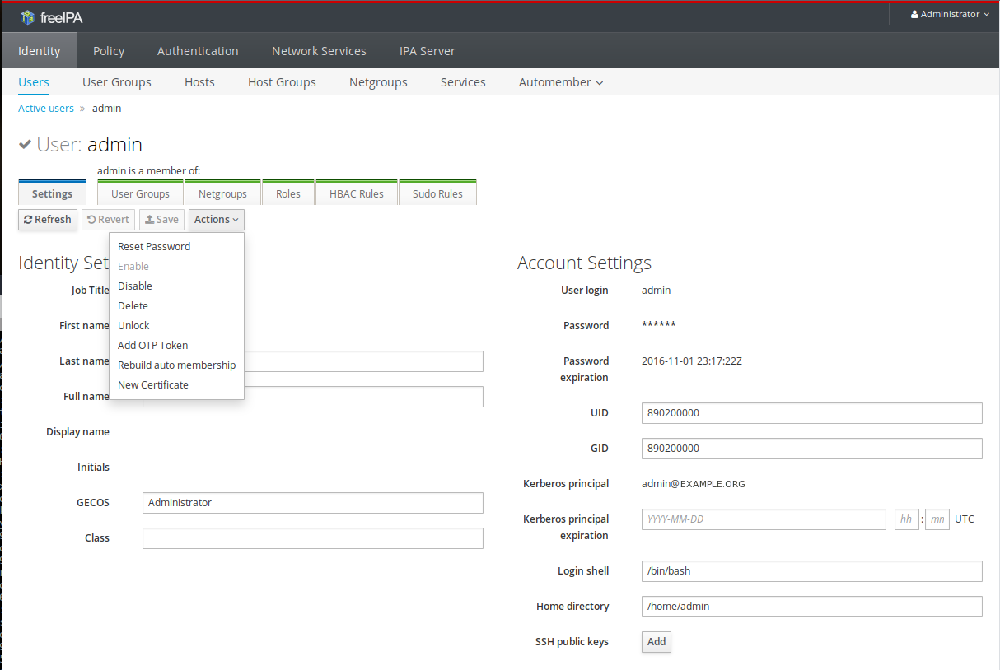 freeIPA
Administrator
Identity Policy Authentication Network Services IPA Server
Users User Groups Hosts Host Groups Netgroups Services Automember
Active users » admin
User: admin
admin is a member of:
Settings User Groups Netgroups Roles HBAC Rules Sudo Rules
Refresh Revert Save Actions
Reset Password
Enable
Disable
Delete
Unlock
Add OTP Token
Rebuild auto membership
New Certificate
Identity Set
Job Title
First name
Last name
Full name
Display name
Initials
GECOS Administrator
Class
Account Settings
User login admin
Password ******
Password
expiration
2016-11-01 23:17:22Z
UID 890200000
GID 890200000
Kerberos principal admin@EXAMPLE.ORG
Kerberos principal
expiration
YYYY-MM-DD hh : mn UTC
Login shell /bin/bash
Home directory /home/admin
SSH public keys Add